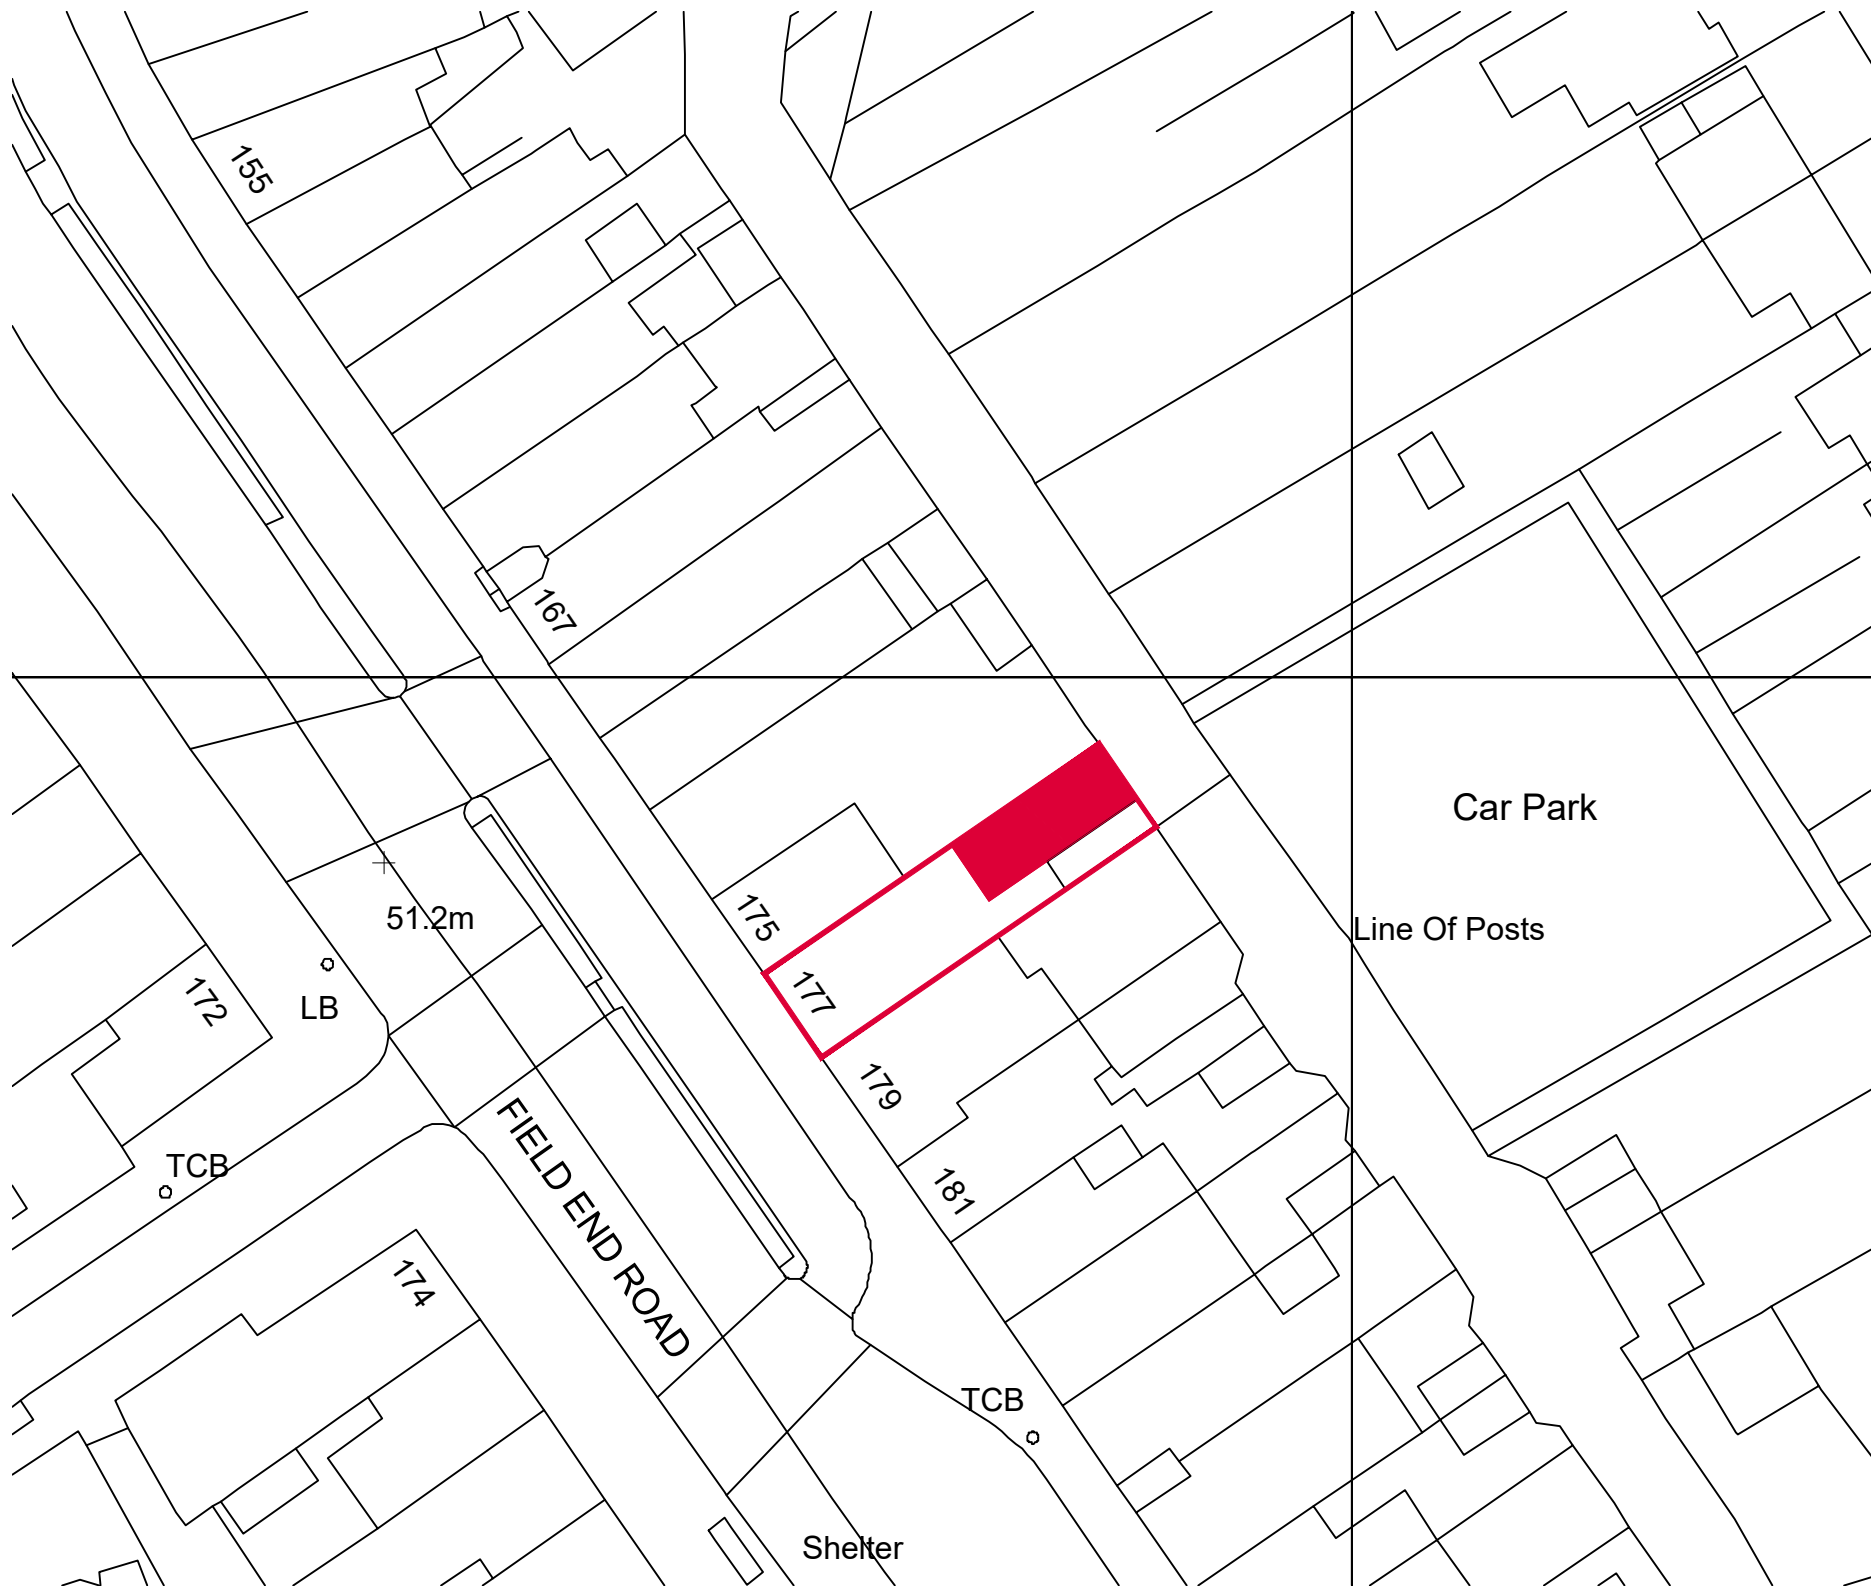 155
167
Car Park
175
51.2m
Line Of Posts
177
172
LB
179
TCB
181
FIELD END ROAD
174
TCB
Shelter